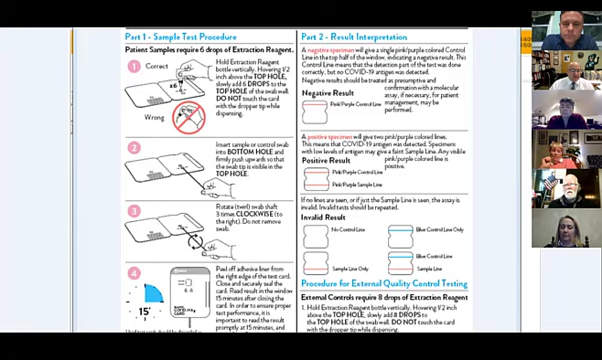 Part 1 - Sample Test Procedure
Patient Samples require 6 drops of Extraction Reagent.
1
Correct
x6
Wrong
Hold Extraction Reagent
bottle vertically. Hovering 1/2
inch above the TOP HOLE,
slowly add 6 DROPS to the
TOP HOLE of the swab well.
DO NOT touch the card
with the dropper tip while
dispensing.
2
Insert sample or control swab
into BOTTOM HOLE and
firmly push upwards so that
the swab tip is visible in the
TOP HOLE.
3
Rotate (twirl) swab shaft
3 times CLOCKWISE (to
the right). Do not remove
swab.
4
15'
Peel off adhesive liner from
the right edge of the test card.
Close and securely seal the
card. Read result in the window
15 minutes after closing the
card. In order to ensure proper
test performance, it is
important to read the result
promptly at 15 minutes, and
Part 2 - Result Interpretation
A negative specimen will give a single pink/purple colored Control
Line in the top half of the window, indicating a negative result. This
Control Line means that the detection part of the test was done
correctly, but no COVID-19 antigen was detected.
Negative results should be treated as presumptive and
confirmation with a molecular
assay, if necessary, for patient
management, may be
performed.
Negative Result
Pink/Purple Control Line
A positive specimen will give two pink/purple colored lines.
This means that COVID-19 antigen was detected. Specimens
with low levels of antigen may give a faint Sample Line. Any visible
pink/purple colored line is
positive.
Positive Result
Pink/Purple Control Line
Pink/Purple Sample Line
If no lines are seen, or if just the Sample Line is seen, the assay is
invalid. Invalid tests should be repeated.
Invalid Result
No Control Line
Blue Control Line Only
Sample Line Only
Blue Control Line
Sample Line
Procedure for External Quality Control Testing
External Controls require 8 drops of Extraction Reagent
1. Hold Extraction Reagent bottle vertically. Hovering 1/2 inch
above the TOP HOLE, slowly add 8 DROPS to
the TOP HOLE of the swab well. DO NOT touch the card
with the dropper tip while dispensing.